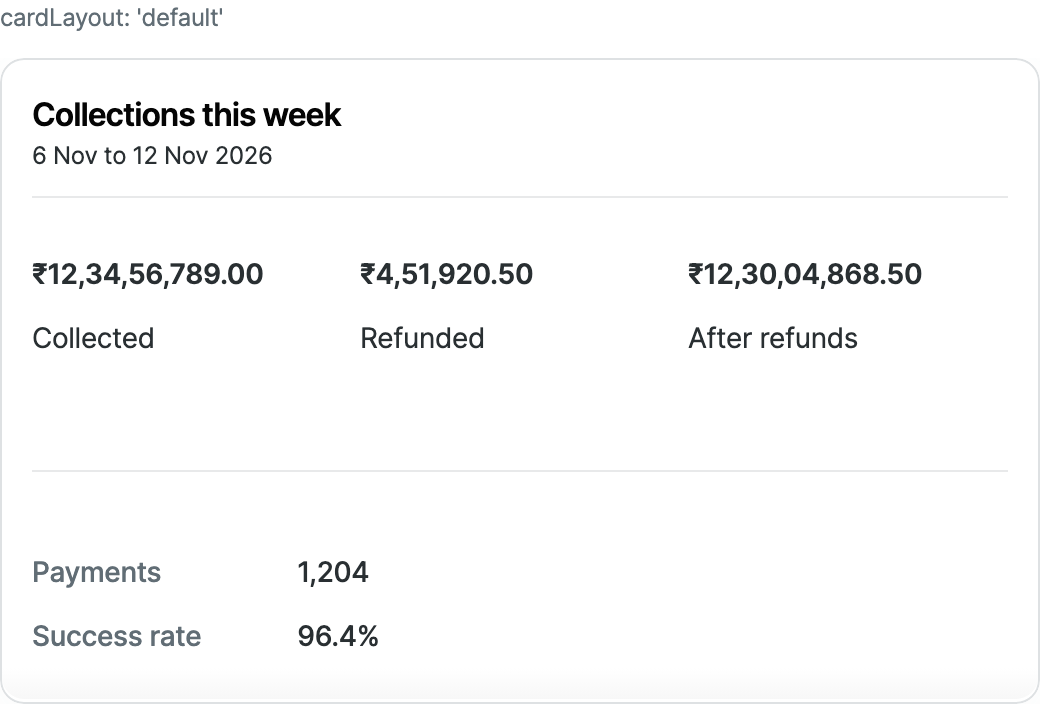 cardLayout: 'default'
Collections this week
6 Nov to 12 Nov 2026
₹12,34,56,789.00 ₹4,51,920.50 ₹12,30,04,868.50
Collected Refunded After refunds
Payments 1,204
Success rate 96.4%